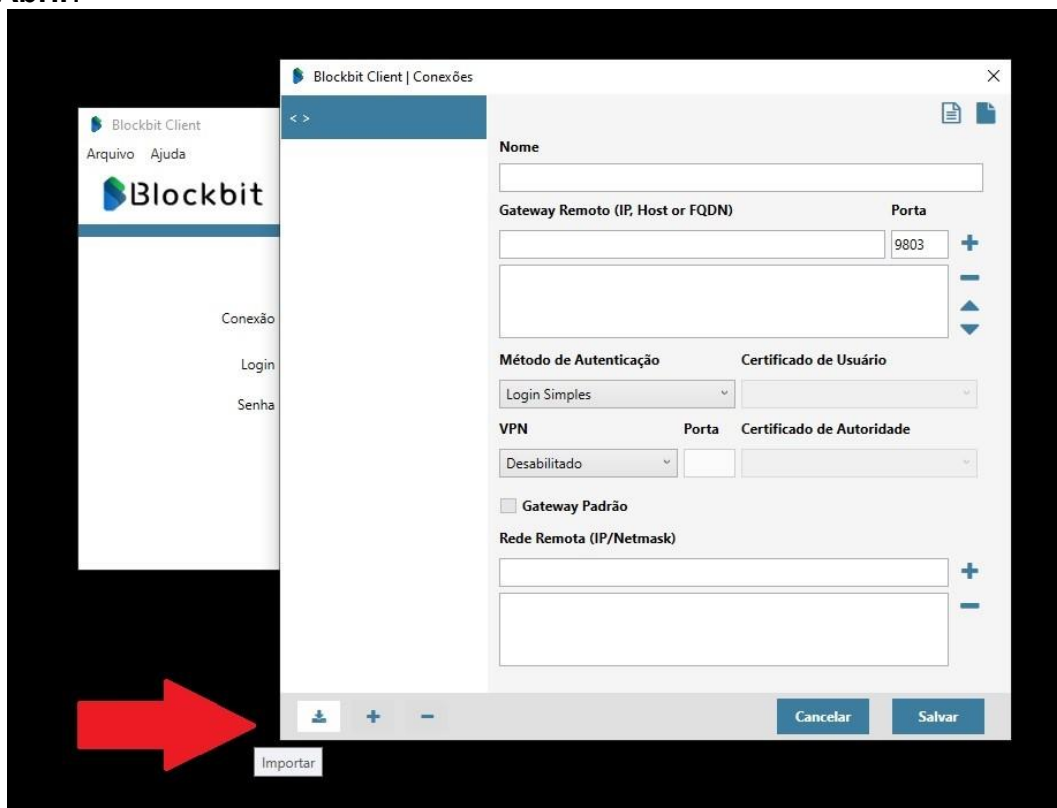 Abrir.
Blockbit Client | Conexões
Blockbit Client
< >
Arquivo Ajuda
Nome
Blockbit
Gateway Remoto (IP, Host or FQDN) Porta
9803
Conexão
Método de Autenticação Certificado de Usuário
Login
Login Simples
Senha
VPN Porta Certificado de Autoridade
Desabilitado
Gateway Padrão
Rede Remota (IP/Netmask)
Cancelar Salvar
Importar